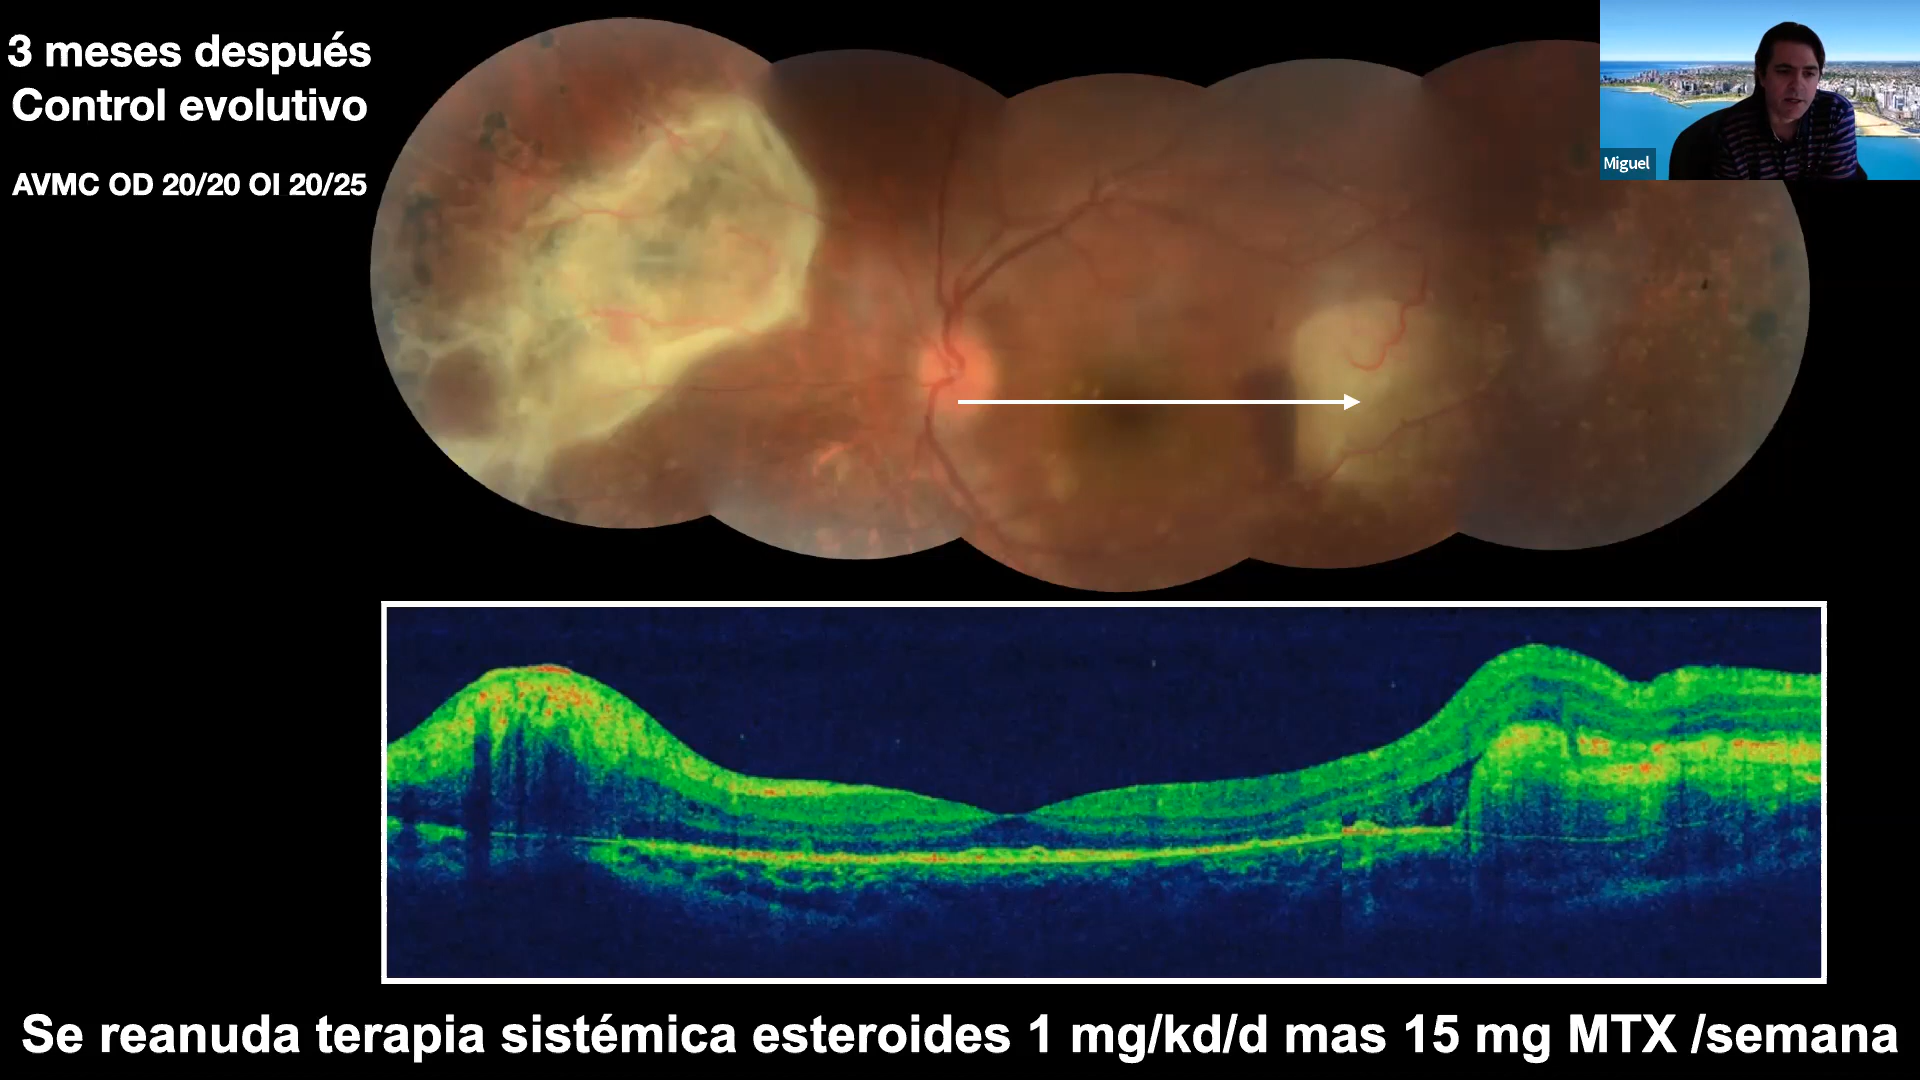 3 meses después
Control evolutivo
AVMC OD 20/20 OI 20/25
Miguel
Se reanuda terapia sistémica esteroides 1 mg/kd/d mas 15 mg MTX /semana